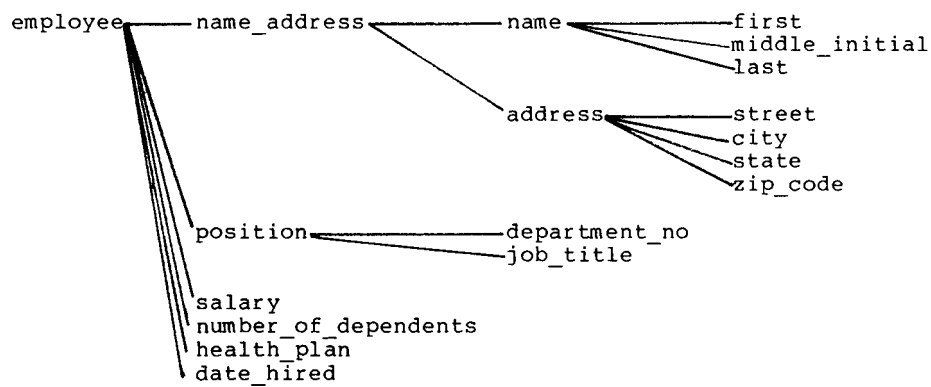 employee name_address name first
middle_initial
last
address street
city
state
zip_code
position department_no
job_title
salary
number_of_dependents
health_plan
date_hired